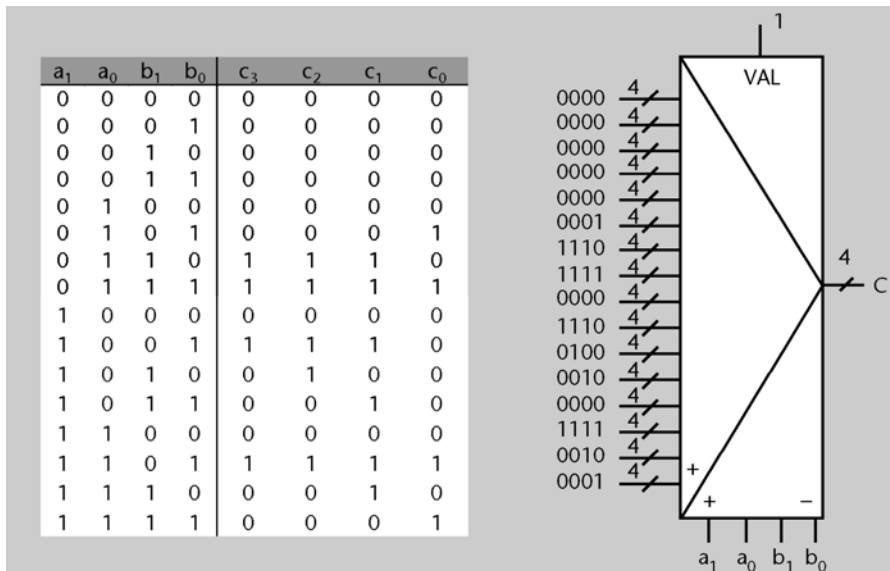 a₁ a₀ b₁ b₀ c₃ c₂ c₁ c₀
0 0 0 0 0 0 0 0
0 0 0 1 0 0 0 0
0 0 1 0 0 0 0 0
0 0 1 1 0 0 0 0
0 1 0 0 0 0 0 0
0 1 0 1 0 0 0 1
0 1 1 0 1 1 1 0
0 1 1 1 1 1 1 1
1 0 0 0 0 0 0 0
1 0 0 1 1 1 1 0
1 0 1 0 0 1 0 0
1 0 1 1 0 0 1 0
1 1 0 0 0 0 0 0
1 1 0 1 1 1 1 1
1 1 1 0 0 0 1 0
1 1 1 1 0 0 0 1
1
VAL
0000 4
0000 4
0000 4
0000 4
0000 4
0001 4
1110 4
1111 4
0000 4
1110 4
0100 4
0010 4
0000 4
1111 4
0010 4
0001 4
4
C
+
+ −
a₁ a₀ b₁ b₀